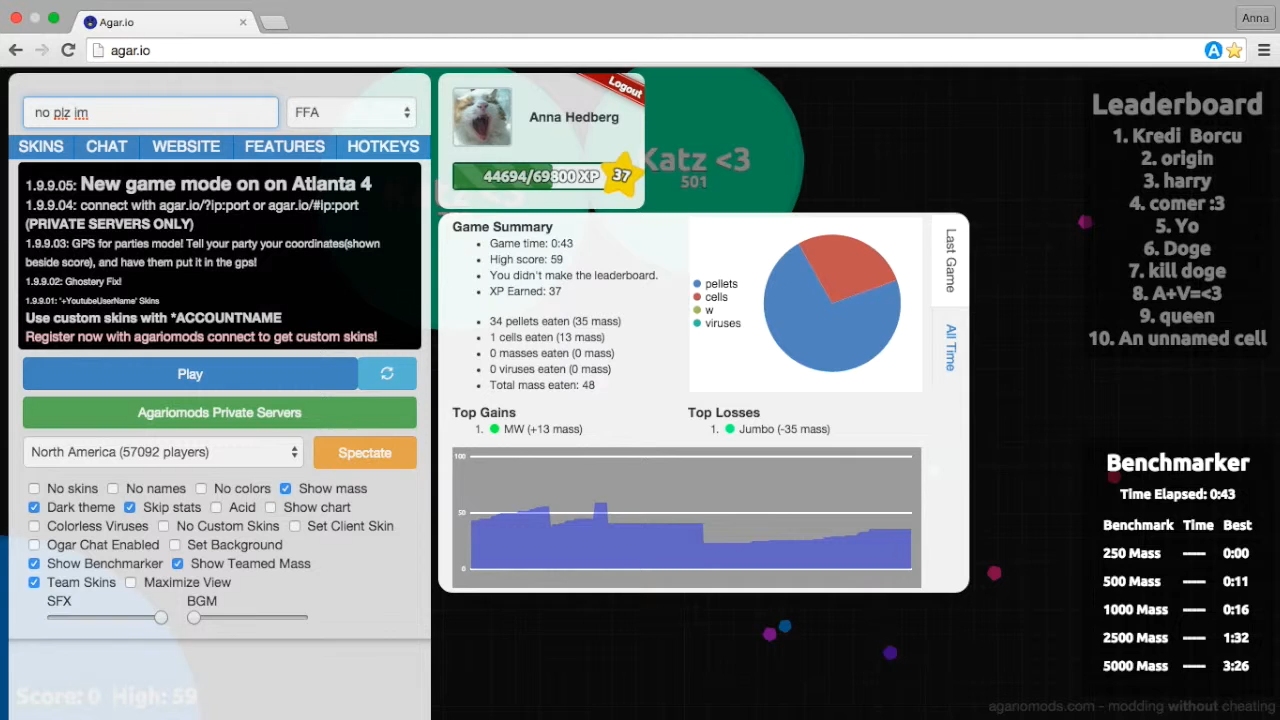 Agar.io
Anna
agar.io
no plz im
FFA
SKINS CHAT WEBSITE FEATURES HOTKEYS
1.9.9.05: New game mode on on Atlanta 4
1.9.9.04: connect with agar.io/?ip:port or agar.io/#ip:port
(PRIVATE SERVERS ONLY)
1.9.9.03: GPS for parties mode! Tell your party your coordinates(shown
beside score), and have them put it in the gps!
1.9.9.02: Ghostery Fix!
1.9.9.01: '+YoutubeUserName' Skins
Use custom skins with *ACCOUNTNAME
Register now with agariomods connect to get custom skins!
Play
Agariomods Private Servers
North America (57092 players)
Spectate
No skins No names No colors Show mass
Dark theme Skip stats Acid Show chart
Colorless Viruses No Custom Skins Set Client Skin
Ogar Chat Enabled Set Background
Show Benchmarker Show Teamed Mass
Team Skins Maximize View
SFX BGM
Score: 0 High: 59
Logout
Anna Hedberg
44694/69800 XP
37
Katz <3
501
Game Summary
Game time: 0:43
High score: 59
You didn't make the leaderboard.
XP Earned: 37
34 pellets eaten (35 mass)
1 cells eaten (13 mass)
0 masses eaten (0 mass)
0 viruses eaten (0 mass)
Total mass eaten: 48
pellets
cells
w
viruses
Last Game
All Time
Top Gains
1. MW (+13 mass)
Top Losses
1. Jumbo (-35 mass)
100
50
0
Leaderboard
1. Kredi Borcu
2. origin
3. harry
4. comer :3
5. Yo
6. Doge
7. kill doge
8. A+V=<3
9. queen
10. An unnamed cell
Benchmarker
Time Elapsed: 0:43
Benchmark Time Best
250 Mass —— 0:00
500 Mass —— 0:11
1000 Mass —— 0:16
2500 Mass —— 1:32
5000 Mass —— 3:26
agariomods.com - modding without cheating